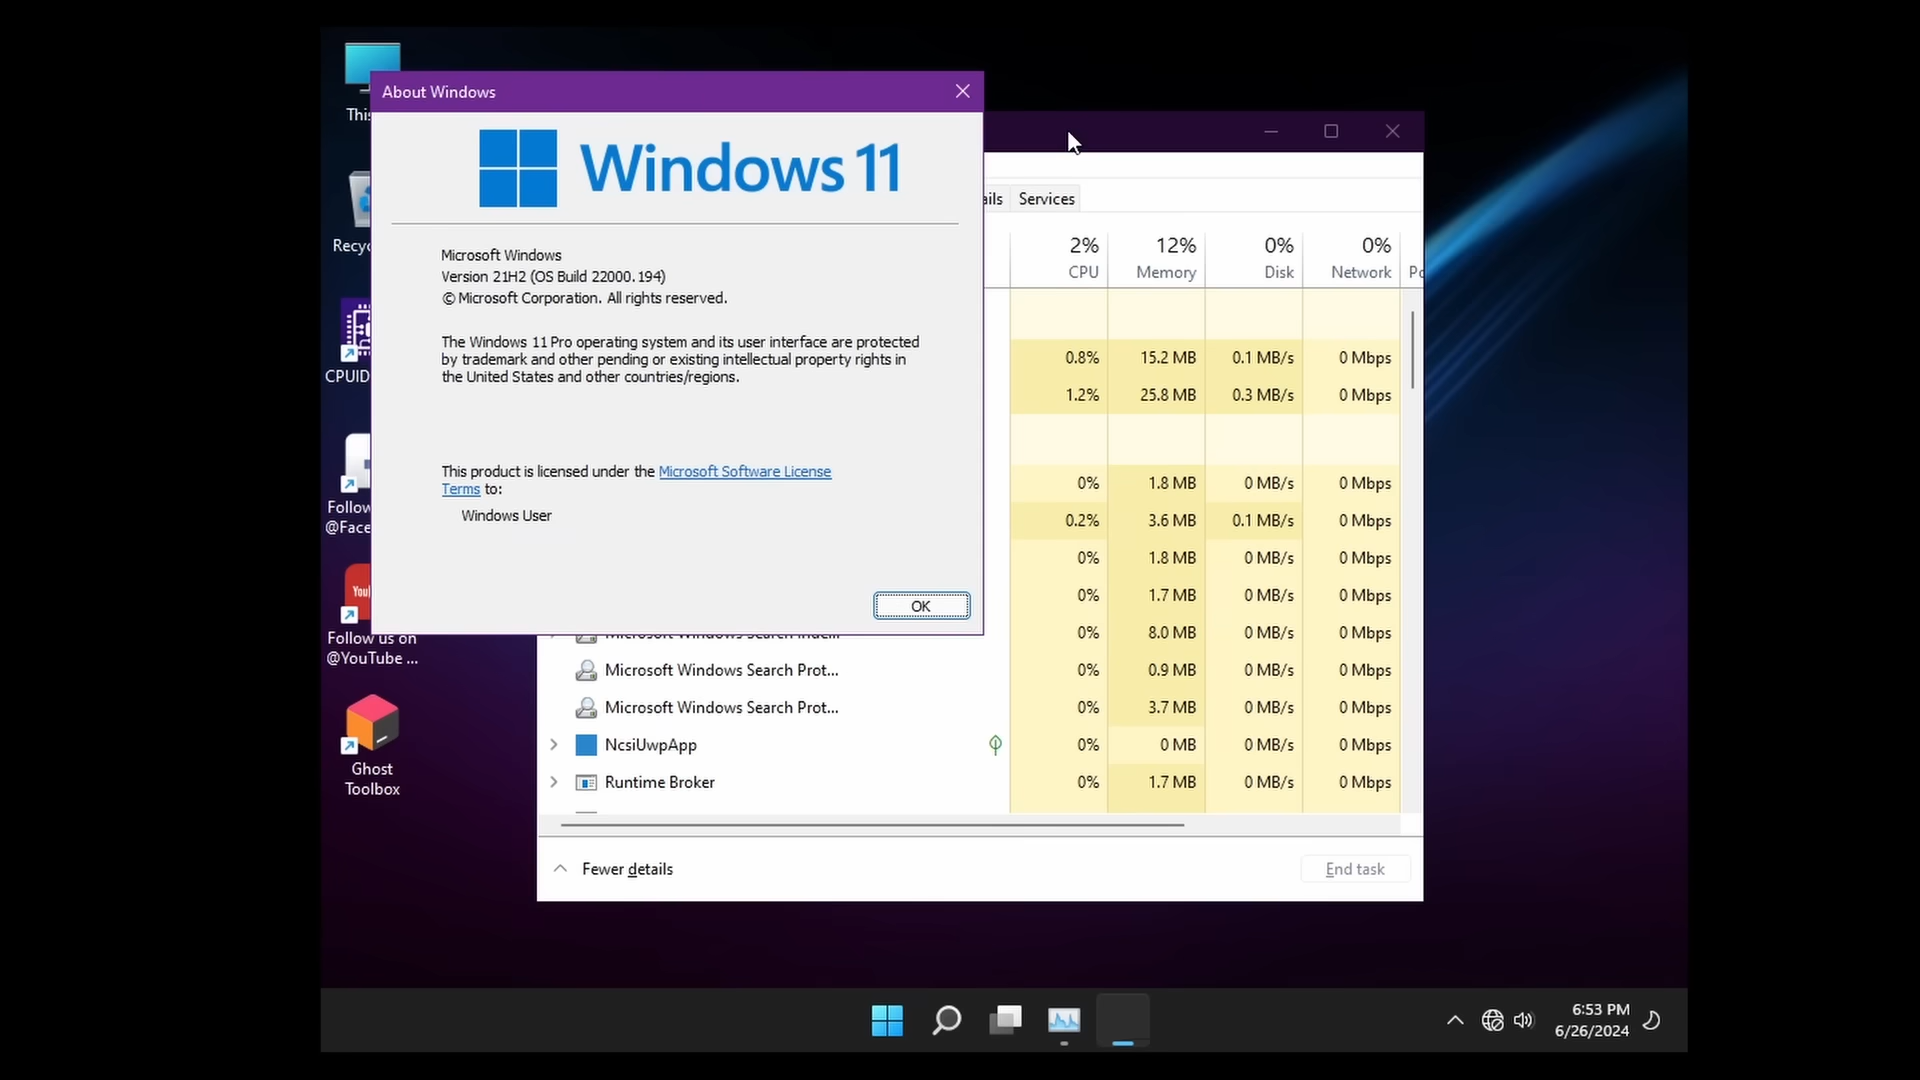 This
Recyc
CPUID
Follow
@Face
You
Follow us on
@YouTube ...
Ghost
Toolbox
About Windows
Windows 11
Microsoft Windows
Version 21H2 (OS Build 22000.194)
© Microsoft Corporation. All rights reserved.
The Windows 11 Pro operating system and its user interface are protected
by trademark and other pending or existing intellectual property rights in
the United States and other countries/regions.
This product is licensed under the Microsoft Software License
Terms to:
Windows User
OK
ails Services
2% 12% 0% 0%
CPU Memory Disk Network Po
0.8% 15.2 MB 0.1 MB/s 0 Mbps
1.2% 25.8 MB 0.3 MB/s 0 Mbps
0% 1.8 MB 0 MB/s 0 Mbps
0.2% 3.6 MB 0.1 MB/s 0 Mbps
0% 1.8 MB 0 MB/s 0 Mbps
0% 1.7 MB 0 MB/s 0 Mbps
Microsoft Windows Search Inde... 0% 8.0 MB 0 MB/s 0 Mbps
Microsoft Windows Search Prot... 0% 0.9 MB 0 MB/s 0 Mbps
Microsoft Windows Search Prot... 0% 3.7 MB 0 MB/s 0 Mbps
NcsiUwpApp 0% 0 MB 0 MB/s 0 Mbps
Runtime Broker 0% 1.7 MB 0 MB/s 0 Mbps
Fewer details End task
6:53 PM
6/26/2024